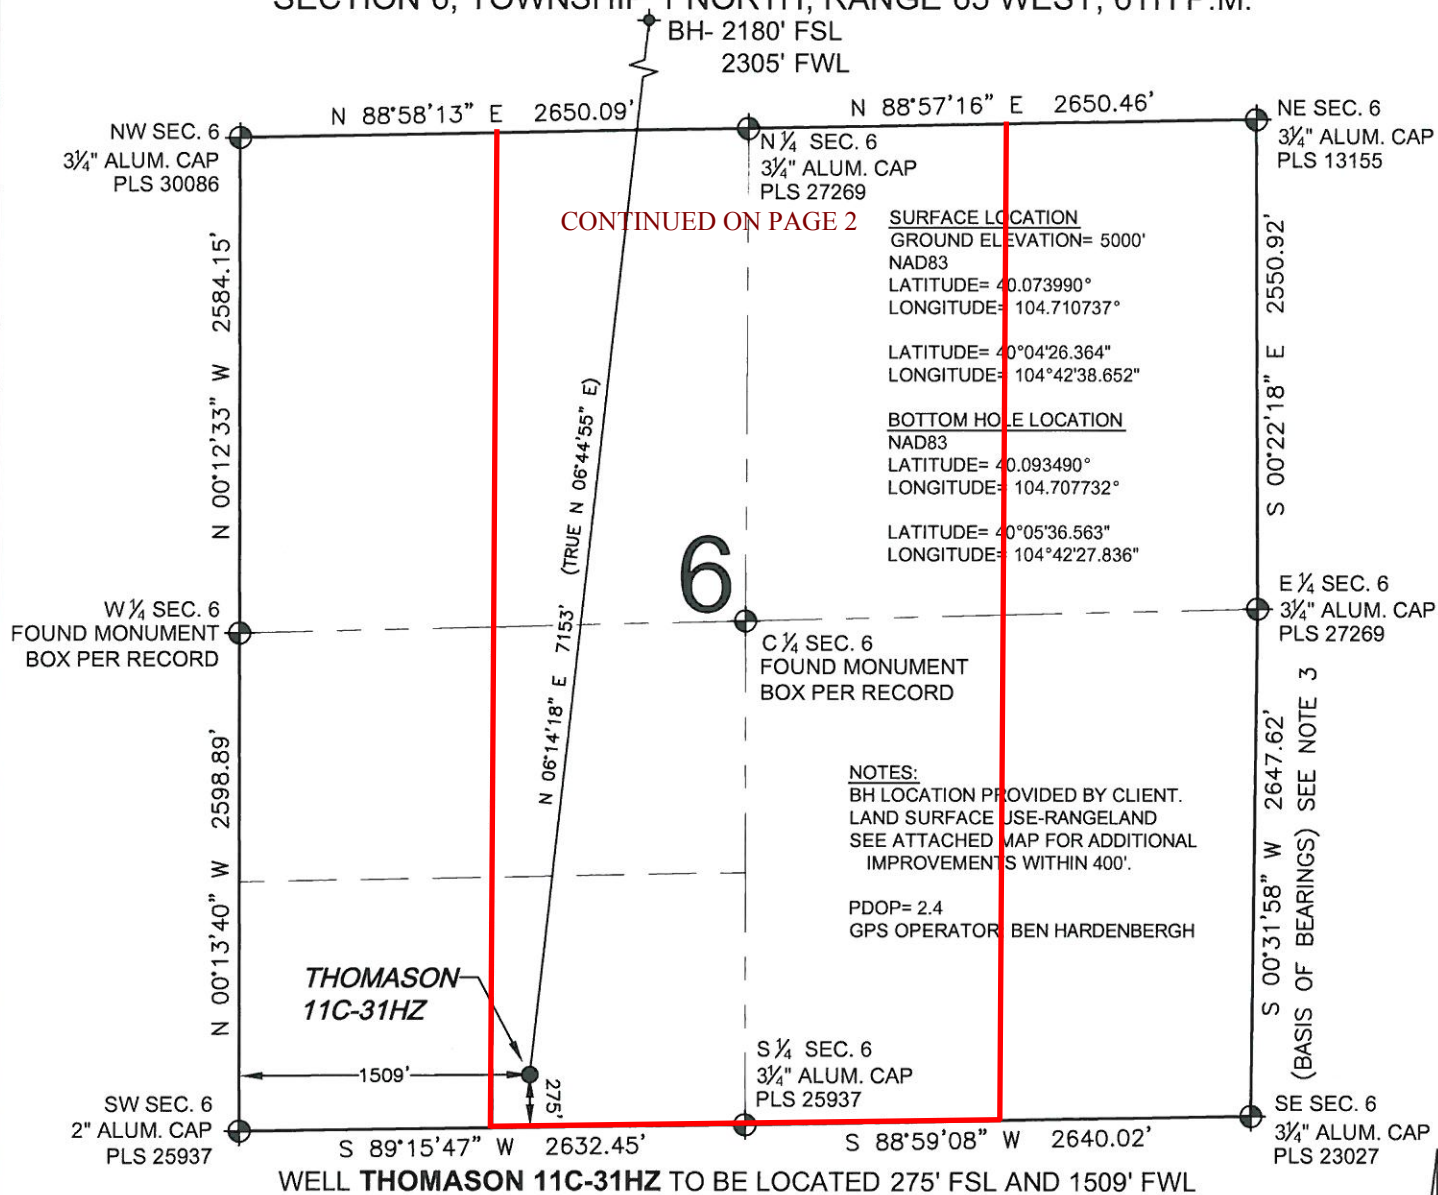 SECTION 6, TOWNSHIP 1 NORTH, RANGE 65 WEST, 6TH P.M.
BH- 2180' FSL
2305' FWL
N 88°58'13" E 2650.09'
N 88°57'16" E 2650.46'
NW SEC. 6
3¼" ALUM. CAP
PLS 30086
N ¼ SEC. 6
3¼" ALUM. CAP
PLS 27269
NE SEC. 6
3¼" ALUM. CAP
PLS 13155
CONTINUED ON PAGE 2
SURFACE LOCATION
GROUND ELEVATION= 5000'
NAD83
LATITUDE= 40.073990°
LONGITUDE= 104.710737°
LATITUDE= 40°04'26.364"
LONGITUDE= 104°42'38.652"
BOTTOM HOLE LOCATION
NAD83
LATITUDE= 40.093490°
LONGITUDE= 104.707732°
LATITUDE= 40°05'36.563"
LONGITUDE= 104°42'27.836"
N 00°12'33" W 2584.15'
S 00°22'18" E 2550.92'
N 06°14'18" E 7153' (TRUE N 06°44'55" E)
6
W ¼ SEC. 6
FOUND MONUMENT
BOX PER RECORD
C ¼ SEC. 6
FOUND MONUMENT
BOX PER RECORD
E ¼ SEC. 6
3¼" ALUM. CAP
PLS 27269
N 00°13'40" W 2598.89'
S 00°31'58" W 2647.62'
(BASIS OF BEARINGS) SEE NOTE 3
NOTES:
BH LOCATION PROVIDED BY CLIENT.
LAND SURFACE USE-RANGELAND
SEE ATTACHED MAP FOR ADDITIONAL
IMPROVEMENTS WITHIN 400'.
PDOP= 2.4
GPS OPERATOR BEN HARDENBERGH
THOMASON
11C-31HZ
1509'
275'
SW SEC. 6
2" ALUM. CAP
PLS 25937
S ¼ SEC. 6
3¼" ALUM. CAP
PLS 25937
SE SEC. 6
3¼" ALUM. CAP
PLS 23027
S 89°15'47" W 2632.45'
S 88°59'08" W 2640.02'
WELL THOMASON 11C-31HZ TO BE LOCATED 275' FSL AND 1509' FWL